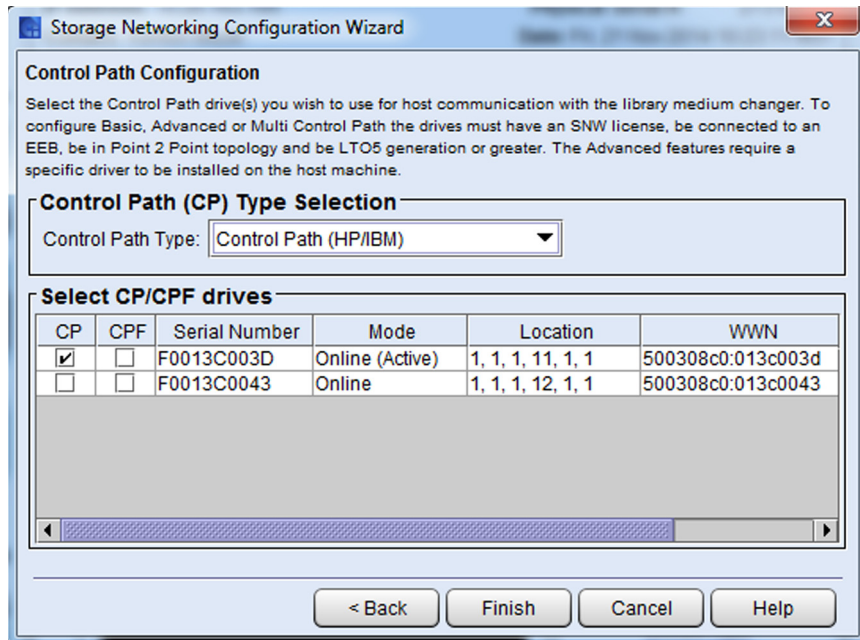 Storage Networking Configuration Wizard
Control Path Configuration
Select the Control Path drive(s) you wish to use for host communication with the library medium changer. To
configure Basic, Advanced or Multi Control Path the drives must have an SNW license, be connected to an
EEB, be in Point 2 Point topology and be LTO5 generation or greater. The Advanced features require a
specific driver to be installed on the host machine.
Control Path (CP) Type Selection
Control Path Type: Control Path (HP/IBM)
Select CP/CPF drives
CP CPF Serial Number Mode Location WWN
F0013C003D Online (Active) 1, 1, 1, 11, 1, 1 500308c0:013c003d
F0013C0043 Online 1, 1, 1, 12, 1, 1 500308c0:013c0043
< Back Finish Cancel Help